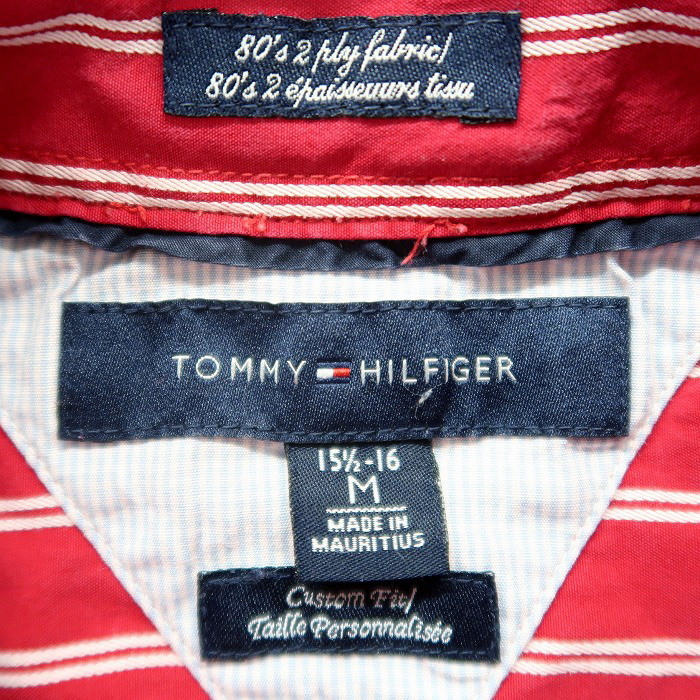 80's 2 ply fabric/
80's 2 épaisseuurs tissu
TOMMY HILFIGER
15½-16
M
MADE IN
MAURITIUS
Custom Fit/
Taille Personnalisée